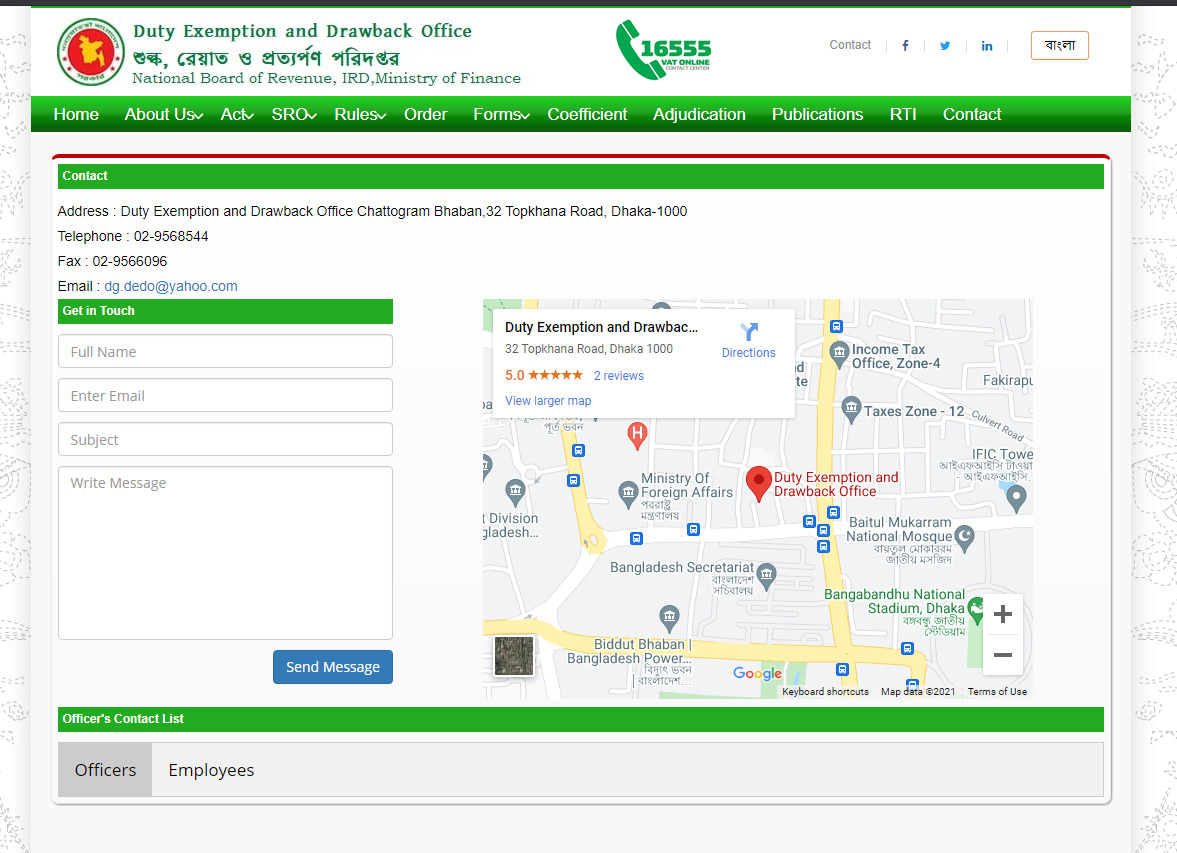 Duty Exemption and Drawback Office
শুল্ক, রেয়াত ও প্রত্যর্পণ পরিদপ্তর
National Board of Revenue, IRD,Ministry of Finance
16555
VAT ONLINE
CONTACT CENTER
Contact
বাংলা
Home About Us Act SRO Rules Order Forms Coefficient Adjudication Publications RTI Contact
Contact
Address : Duty Exemption and Drawback Office Chattogram Bhaban,32 Topkhana Road, Dhaka-1000
Telephone : 02-9568544
Fax : 02-9566096
Email : dg.dedo@yahoo.com
Get in Touch
Full Name
Enter Email
Subject
Write Message
Send Message
Duty Exemption and Drawbac...
32 Topkhana Road, Dhaka 1000
5.0 ★★★★★ 2 reviews
View larger map
Directions
Income Tax
Office, Zone-4
Fakirapu
Taxes Zone - 12
Culvert Road
পূর্ত ভবন
H
IFIC Towe
আইএফআইসি টাওয়া
- আইএফআইসি...
Ministry Of
Foreign Affairs
পররাষ্ট্র
মন্ত্রণালয়
Duty Exemption and
Drawback Office
t Division
gladesh...
Baitul Mukarram
National Mosque
বায়তুল মোকাররম
জাতীয় মসজিদ
Bangladesh Secretariat
বাংলাদেশ
সচিবালয়
Bangabandhu National
Stadium, Dhaka
বঙ্গবন্ধু জাতীয়
স্টেডিয়াম
Biddut Bhaban |
Bangladesh Power...
বিদ্যুৎ ভবন
| বাংলাদেশ...
+
−
Google
Keyboard shortcuts Map data ©2021 Terms of Use
Officer's Contact List
Officers Employees